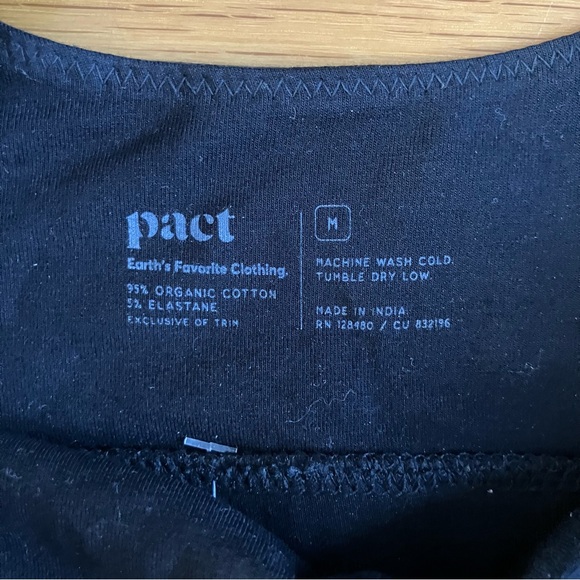 pact
Earth's Favorite Clothing.
95% ORGANIC COTTON
5% ELASTANE
EXCLUSIVE OF TRIM
M
MACHINE WASH COLD.
TUMBLE DRY LOW.
MADE IN INDIA
RN 128480 / CU 832196